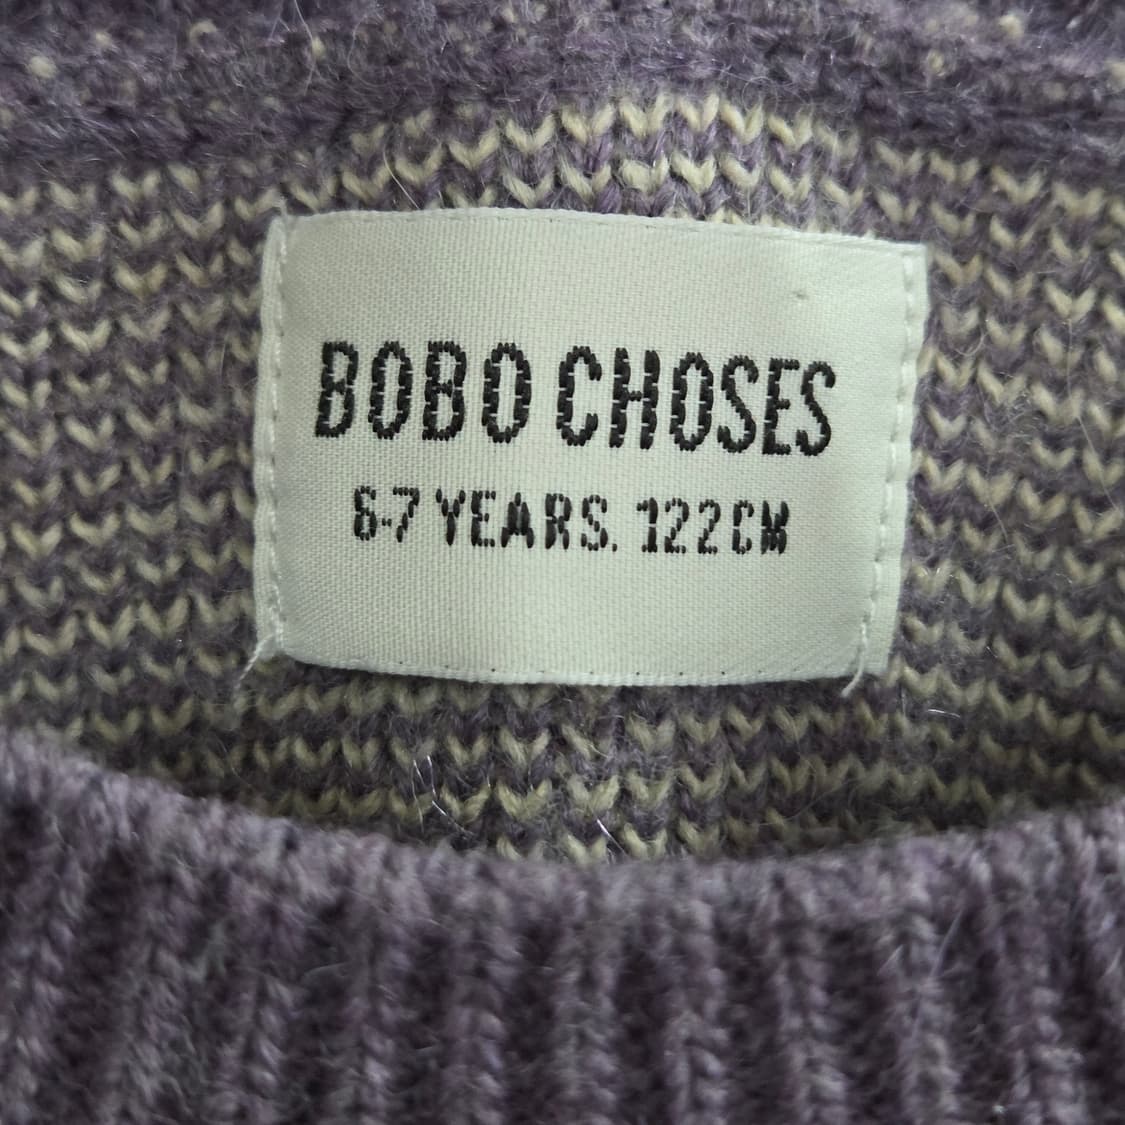 BOBO CHOSES
6-7 YEARS. 122CM